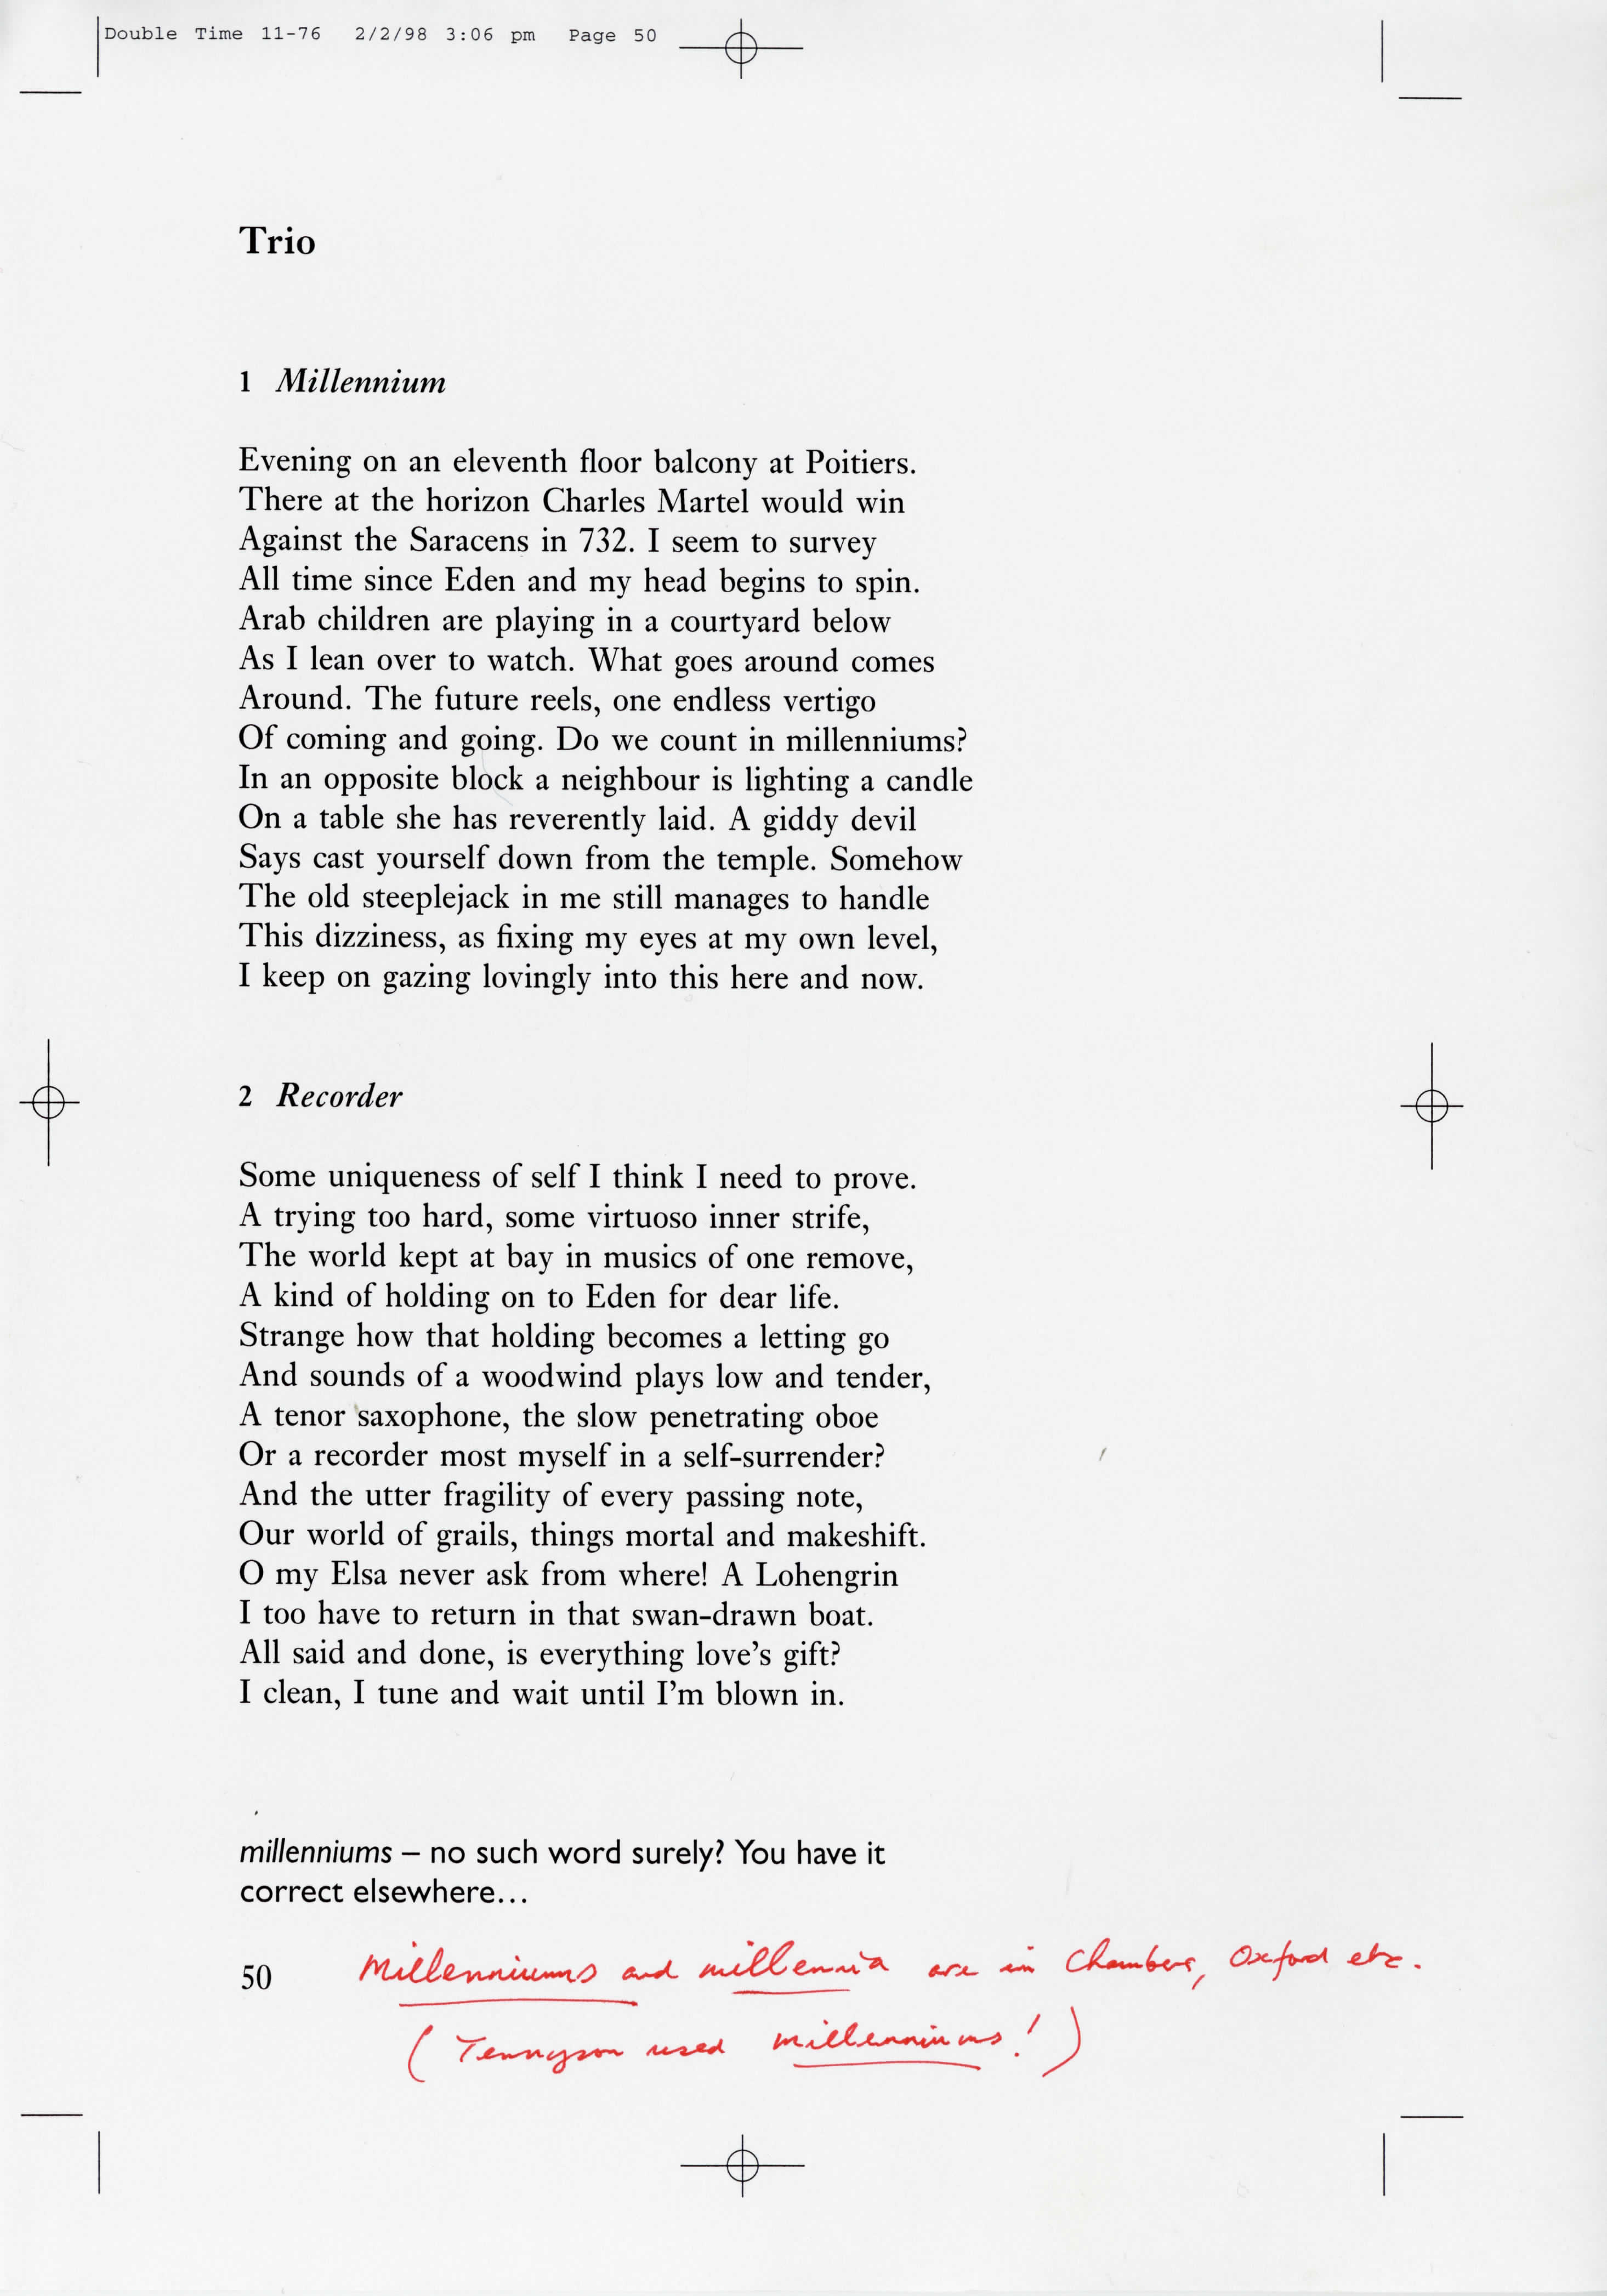 Double Time 11-76 2/2/98 3:06 pm Page 50
Trio
1 Millennium
Evening on an eleventh floor balcony at Poitiers.
There at the horizon Charles Martel would win
Against the Saracens in 732. I seem to survey
All time since Eden and my head begins to spin.
Arab children are playing in a courtyard below
As I lean over to watch. What goes around comes
Around. The future reels, one endless vertigo
Of coming and going. Do we count in millenniums?
In an opposite block a neighbour is lighting a candle
On a table she has reverently laid. A giddy devil
Says cast yourself down from the temple. Somehow
The old steeplejack in me still manages to handle
This dizziness, as fixing my eyes at my own level,
I keep on gazing lovingly into this here and now.
2 Recorder
Some uniqueness of self I think I need to prove.
A trying too hard, some virtuoso inner strife,
The world kept at bay in musics of one remove,
A kind of holding on to Eden for dear life.
Strange how that holding becomes a letting go
And sounds of a woodwind plays low and tender,
A tenor saxophone, the slow penetrating oboe
Or a recorder most myself in a self-surrender?
And the utter fragility of every passing note,
Our world of grails, things mortal and makeshift.
O my Elsa never ask from where! A Lohengrin
I too have to return in that swan-drawn boat.
All said and done, is everything love's gift?
I clean, I tune and wait until I'm blown in.
millenniums – no such word surely? You have it
correct elsewhere...
50 Millenniums and millennia are in Chambers, Oxford etc.
(Tennyson used millenniums!)